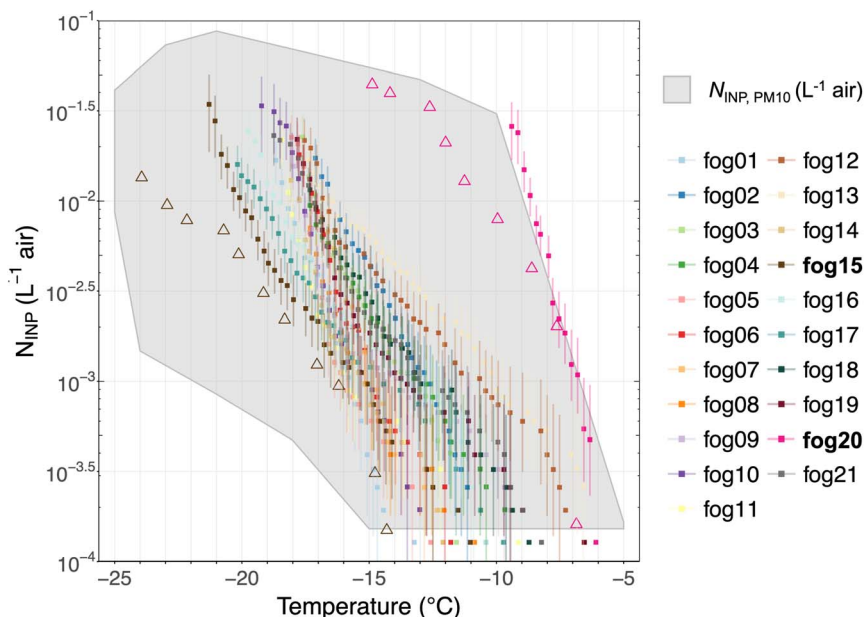 10⁻¹
10⁻¹·⁵
10⁻²
10⁻²·⁵
10⁻³
10⁻³·⁵
10⁻⁴
N_INP (L⁻¹ air)
−25
−20
−15
−10
−5
Temperature (°C)
N_INP, PM10 (L⁻¹ air)
fog01 fog12
fog02 fog13
fog03 fog14
fog04 fog15
fog05 fog16
fog06 fog17
fog07 fog18
fog08 fog19
fog09 fog20
fog10 fog21
fog11